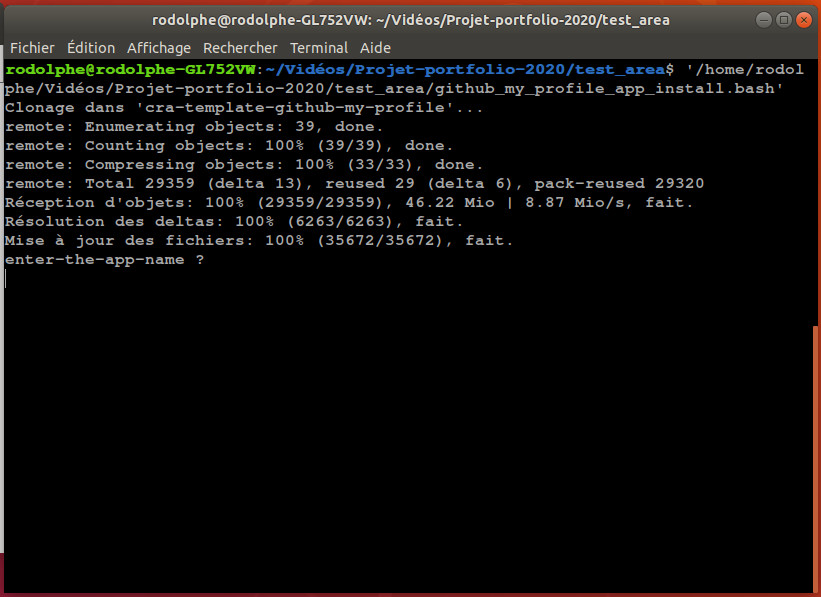 rodolphe@rodolphe-GL752VW: ~/Vidéos/Projet-portfolio-2020/test_area
Fichier Édition Affichage Rechercher Terminal Aide
rodolphe@rodolphe-GL752VW:~/Vidéos/Projet-portfolio-2020/test_area$ '/home/rodol
phe/Vidéos/Projet-portfolio-2020/test_area/github_my_profile_app_install.bash'
Clonage dans 'cra-template-github-my-profile'...
remote: Enumerating objects: 39, done.
remote: Counting objects: 100% (39/39), done.
remote: Compressing objects: 100% (33/33), done.
remote: Total 29359 (delta 13), reused 29 (delta 6), pack-reused 29320
Réception d'objets: 100% (29359/29359), 46.22 Mio | 8.87 Mio/s, fait.
Résolution des deltas: 100% (6263/6263), fait.
Mise à jour des fichiers: 100% (35672/35672), fait.
enter-the-app-name ?